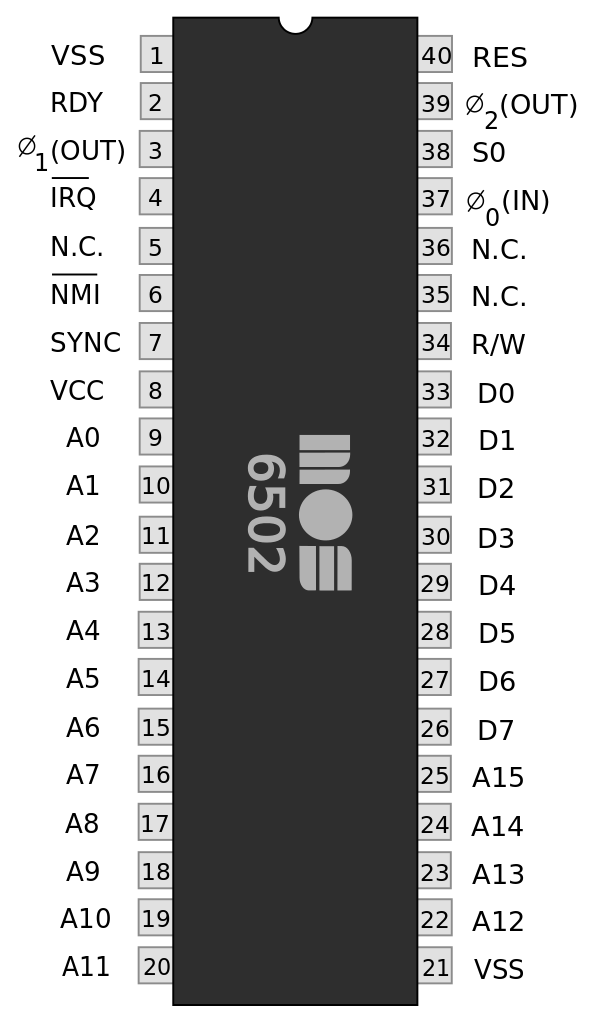 VSS 1 40 RES
RDY 2 39 ∅2(OUT)
∅1(OUT) 3 38 S0
I̅R̅Q̅ 4 37 ∅0(IN)
N.C. 5 36 N.C.
N̅M̅I̅ 6 35 N.C.
SYNC 7 34 R/W
VCC 8 33 D0
A0 9 32 D1
A1 10 31 D2
A2 11 30 D3
A3 12 29 D4
A4 13 28 D5
A5 14 27 D6
A6 15 26 D7
A7 16 25 A15
A8 17 24 A14
A9 18 23 A13
A10 19 22 A12
A11 20 21 VSS
mos
6502